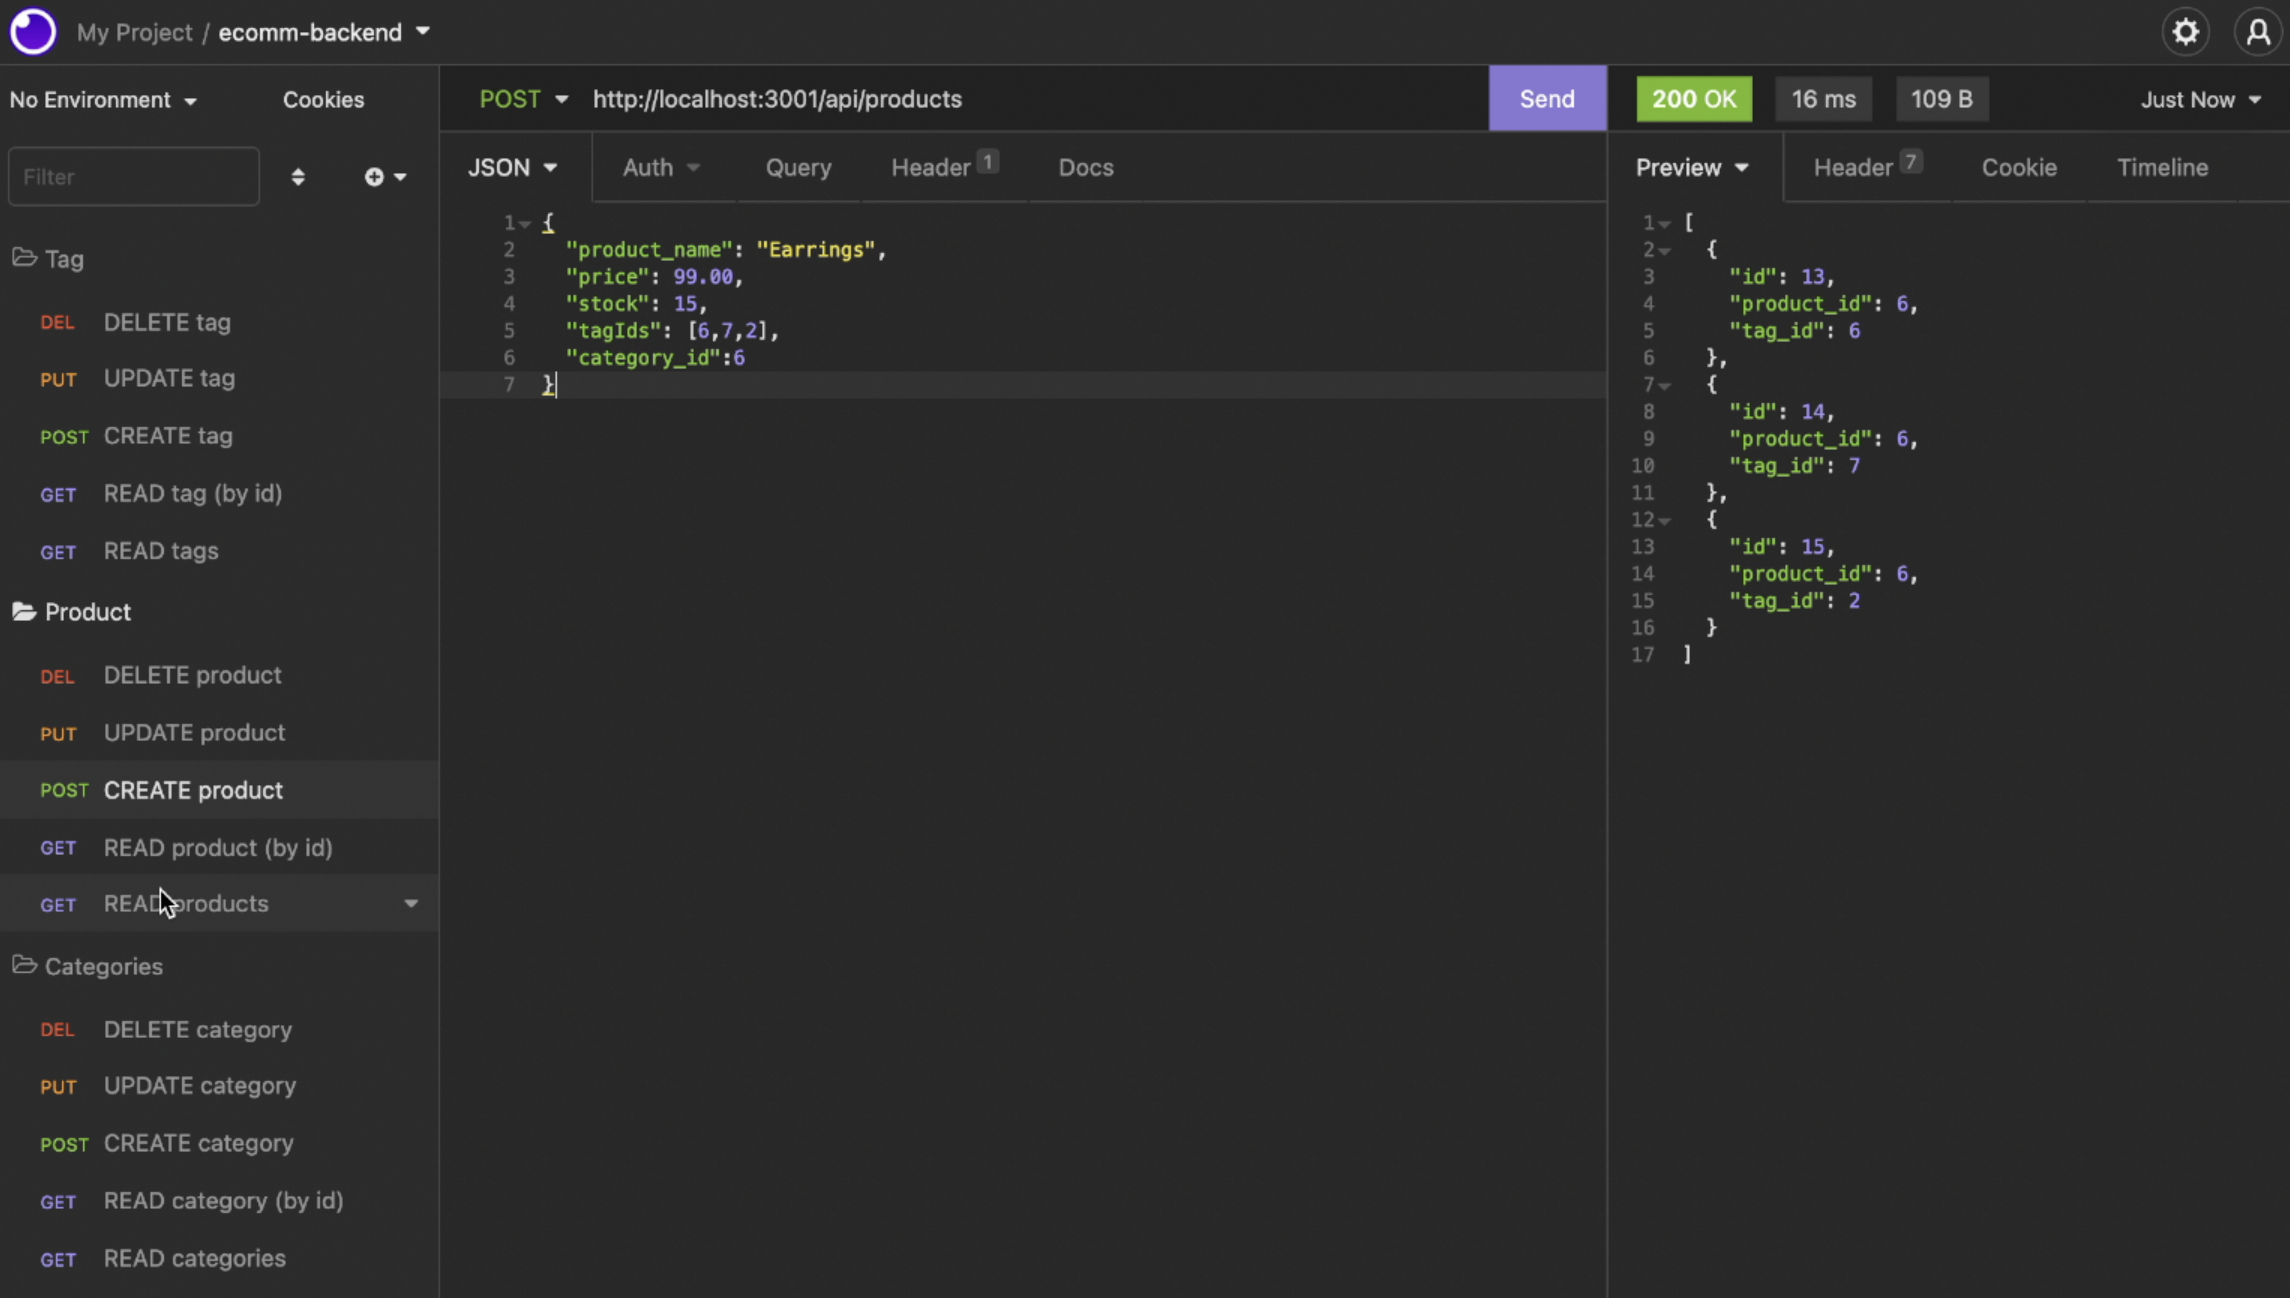 My Project / ecomm-backend
No Environment
Cookies
Filter
Tag
DEL DELETE tag
PUT UPDATE tag
POST CREATE tag
GET READ tag (by id)
GET READ tags
Product
DEL DELETE product
PUT UPDATE product
POST CREATE product
GET READ product (by id)
GET READ products
Categories
DEL DELETE category
PUT UPDATE category
POST CREATE category
GET READ category (by id)
GET READ categories
POST http://localhost:3001/api/products Send
JSON Auth Query Header 1 Docs
1 {
2 "product_name": "Earrings",
3 "price": 99.00,
4 "stock": 15,
5 "tagIds": [6,7,2],
6 "category_id":6
7 }
200 OK 16 ms 109 B Just Now
Preview Header 7 Cookie Timeline
1 [
2 {
3 "id": 13,
4 "product_id": 6,
5 "tag_id": 6
6 },
7 {
8 "id": 14,
9 "product_id": 6,
10 "tag_id": 7
11 },
12 {
13 "id": 15,
14 "product_id": 6,
15 "tag_id": 2
16 }
17 ]